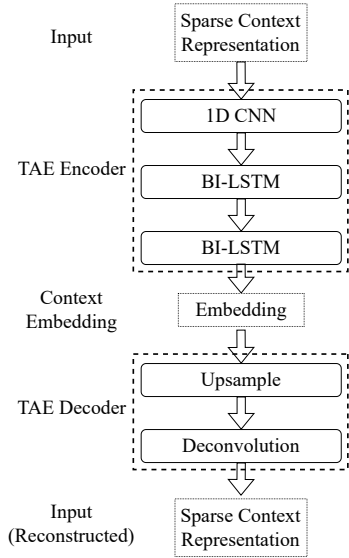 Input
Sparse Context
Representation
1D CNN
TAE Encoder
BI-LSTM
BI-LSTM
Context
Embedding
Embedding
Upsample
TAE Decoder
Deconvolution
Input
(Reconstructed)
Sparse Context
Representation